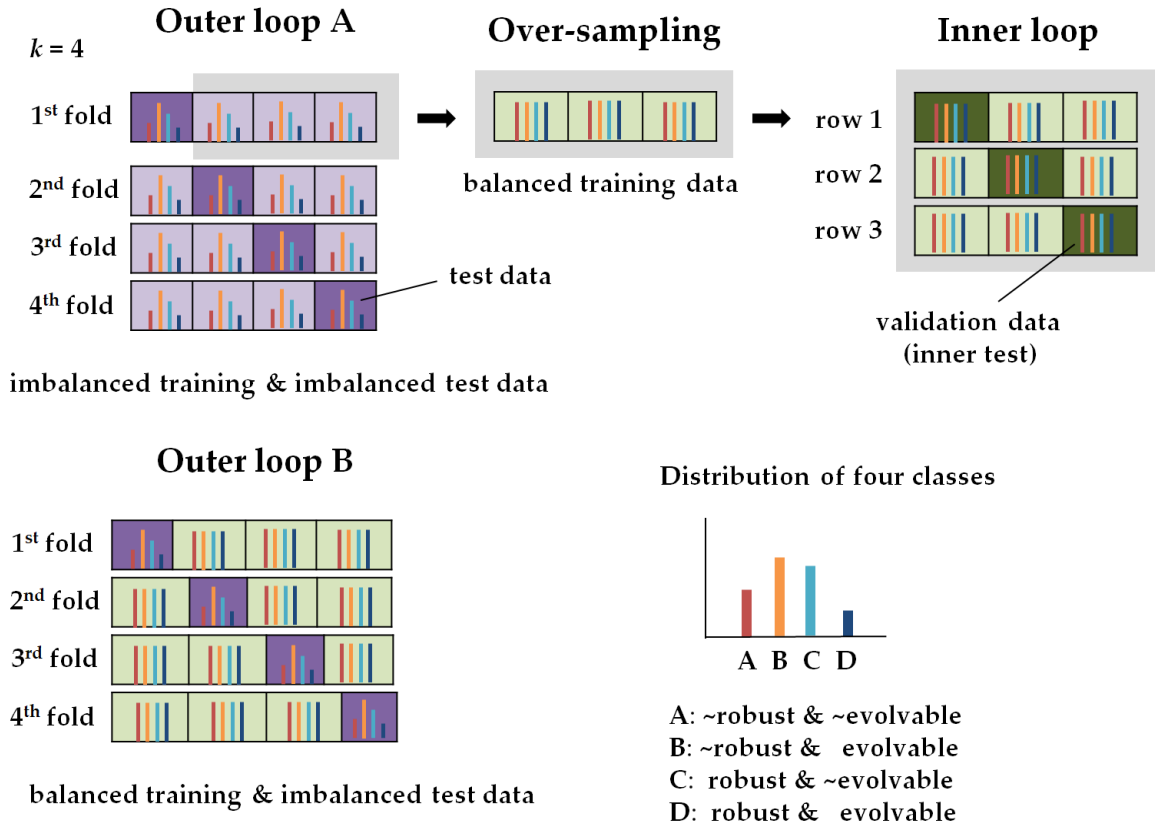 Outer loop A
Over-sampling
Inner loop
k = 4
1st fold
2nd fold
3rd fold
4th fold
test data
imbalanced training & imbalanced test data
balanced training data
row 1
row 2
row 3
validation data
(inner test)
Outer loop B
1st fold
2nd fold
3rd fold
4th fold
balanced training & imbalanced test data
Distribution of four classes
A B C D
A: ~robust & ~evolvable
B: ~robust & evolvable
C: robust & ~evolvable
D: robust & evolvable